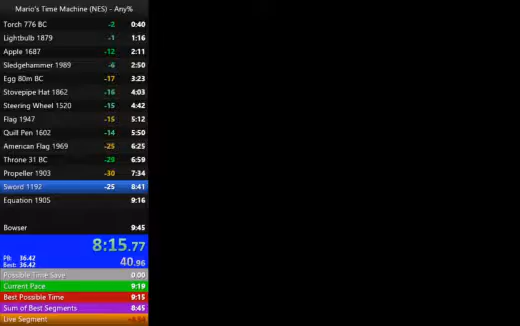 Mario's Time Machine (NES) - Any%
Torch 776 BC -2 0:40
Lightbulb 1879 -1 1:16
Apple 1687 -12 2:11
Sledgehammer 1989 -6 2:50
Egg 80m BC -17 3:23
Stovepipe Hat 1862 -16 4:03
Steering Wheel 1520 -15 4:42
Flag 1947 -15 5:12
Quill Pen 1602 -14 5:50
American Flag 1969 -25 6:25
Throne 31 BC -29 6:59
Propeller 1903 -30 7:34
Sword 1192 -25 8:41
Equation 1905 9:16
Bowser 9:45
8:15.77
PB: 36.42
Best: 36.42
40.96
Possible Time Save 0.00
Current Pace 9:19
Best Possible Time 9:15
Sum of Best Segments 8:45
Live Segment